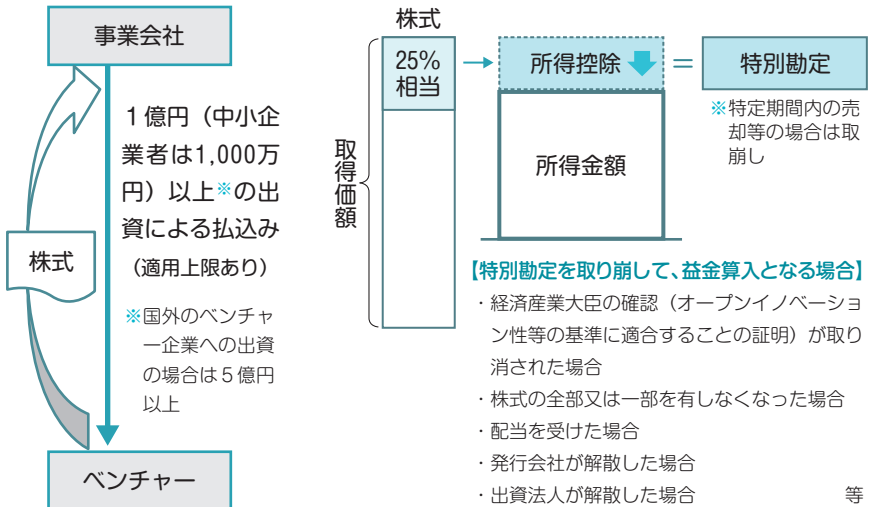 事業会社
1億円（中小企
業者は1,000万
円）以上※の出
資による払込み
（適用上限あり）
※国外のベンチャ
ー企業への出資
の場合は5億円
以上
株式
ベンチャー
株式
25%
相当
取得価額
所得控除
＝
特別勘定
※特定期間内の売
却等の場合は取
崩し
所得金額
【特別勘定を取り崩して、益金算入となる場合】
・経済産業大臣の確認（オープンイノベーショ
ン性等の基準に適合することの証明）が取り
消された場合
・株式の全部又は一部を有しなくなった場合
・配当を受けた場合
・発行会社が解散した場合
・出資法人が解散した場合　等